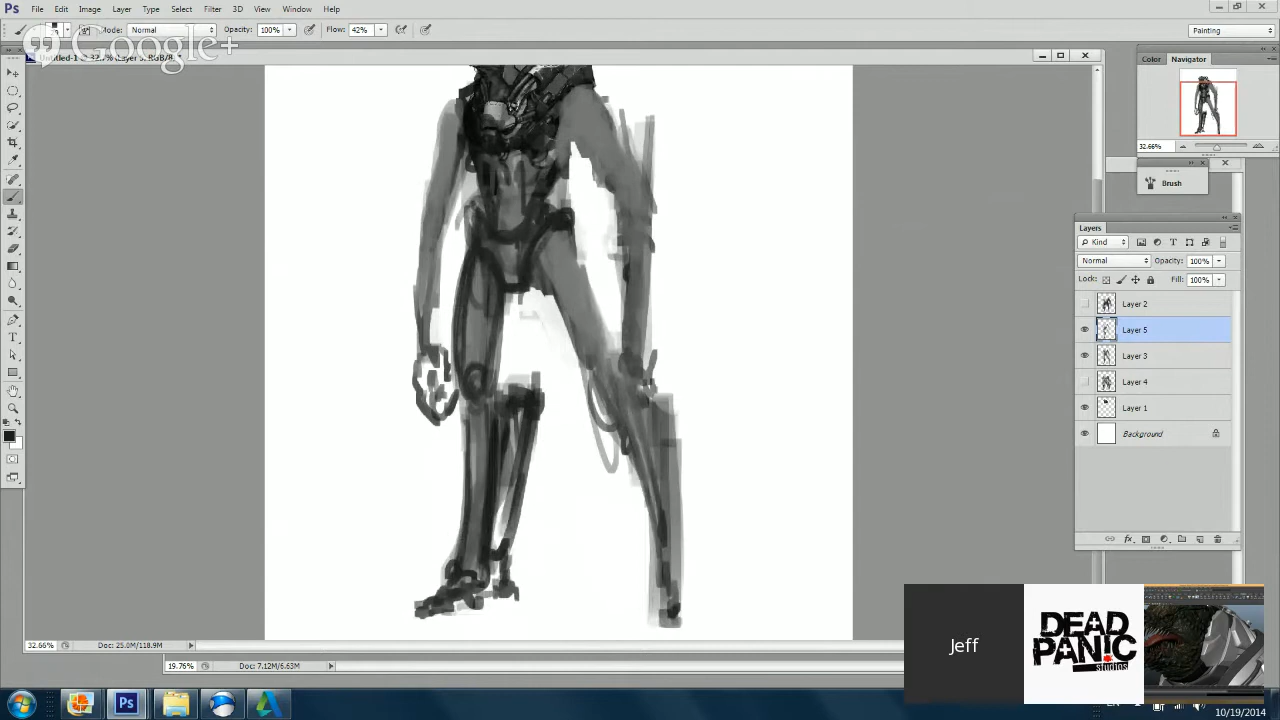 Ps File Edit Image Layer Type Select Filter 3D View Window Help
Mode: Normal Opacity: 100% Flow: 42% Painting
Google+
Color Navigator
32.66%
Brush
Layers
Kind
Normal Opacity: 100%
Lock: Fill: 100%
Layer 2
Layer 5
Layer 3
Layer 4
Layer 1
Background
Jeff
DEAD
PANIC
studios
32.66% Doc: 25.0M/118.9M
19.76% Doc: 7.12M/6.63M
Ps
10/19/2014